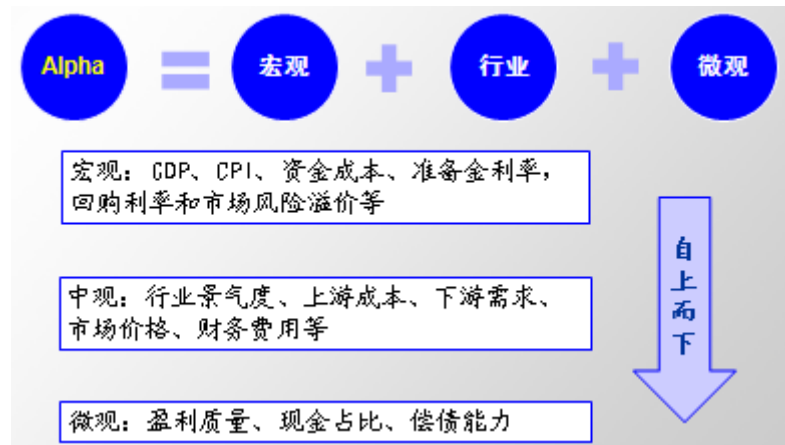 Alpha = 宏观 + 行业 + 微观
宏观：GDP、CPI、资金成本、准备金利率，
回购利率和市场风险溢价等
中观：行业景气度、上游成本、下游需求、
市场价格、财务费用等
微观：盈利质量、现金占比、偿债能力
自上而下